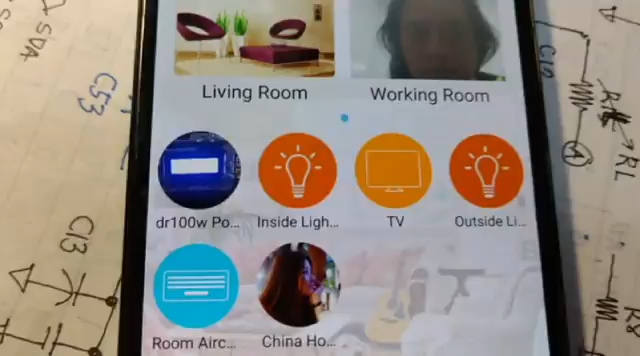 Living Room
Working Room
dr100w Po...
Inside Ligh...
TV
Outside Li...
Room Airc...
China Ho...
SDA
C53
C13
C19
RL